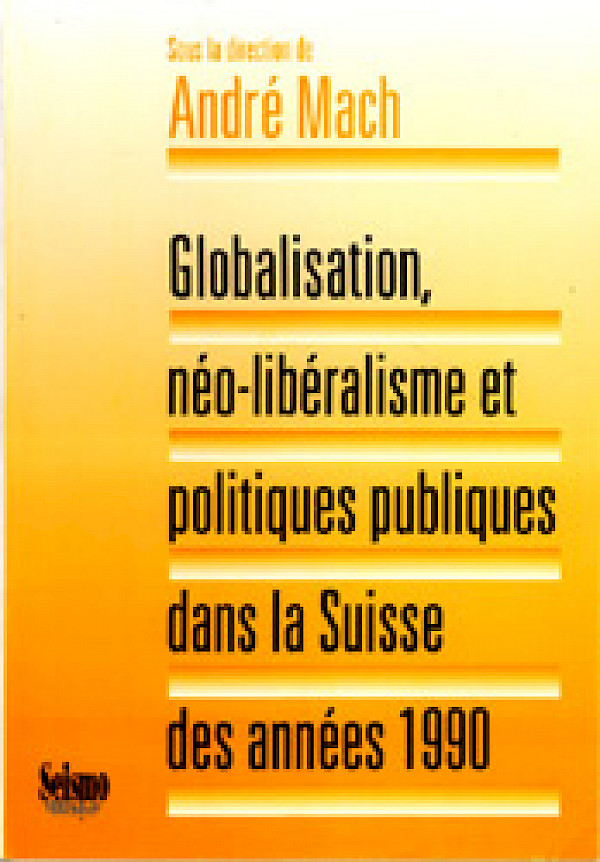 Sous la direction de
André Mach
Globalisation,
néo-libéralisme et
politiques publiques
dans la Suisse
des années 1990
Seismo